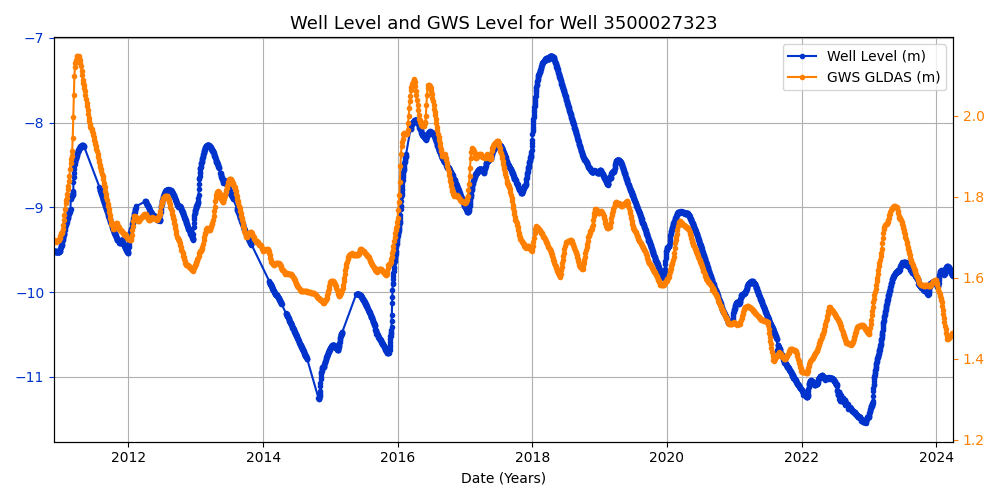 Well Level and GWS Level for Well 3500027323
Well Level (m)
GWS GLDAS (m)
−7
−8
−9
−10
−11
2.0
1.8
1.6
1.4
1.2
2012 2014 2016 2018 2020 2022 2024
Date (Years)